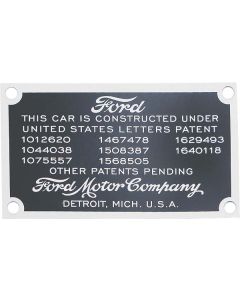 Ford
THIS CAR IS CONSTRUCTED UNDER
UNITED STATES LETTERS PATENT
1012620 1467478 1629493
1044038 1508387 1640118
1075557 1568505
OTHER PATENTS PENDING
Ford Motor Company
DETROIT, MICH. U.S.A.